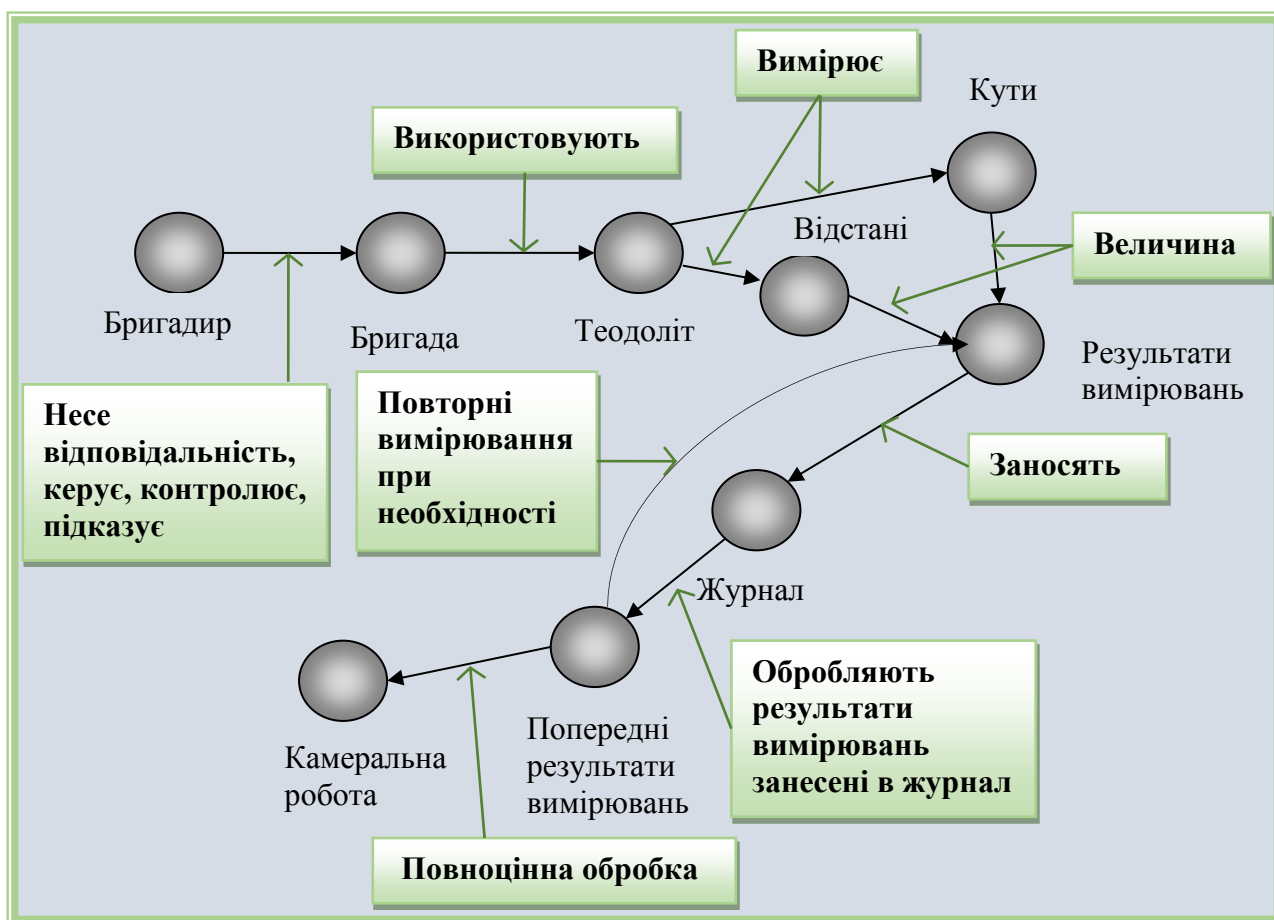 Вимірює
Кути
Використовують
Відстані
Величина
Бригадир
Бригада
Теодоліт
Результати
вимірювань
Несе
відповідальність,
керує, контролює,
підказує
Повторні
вимірювання
при
необхідності
Заносять
Журнал
Обробляють
результати
вимірювань
занесені в журнал
Попередні
результати
вимірювань
Камеральна
робота
Повноцінна обробка